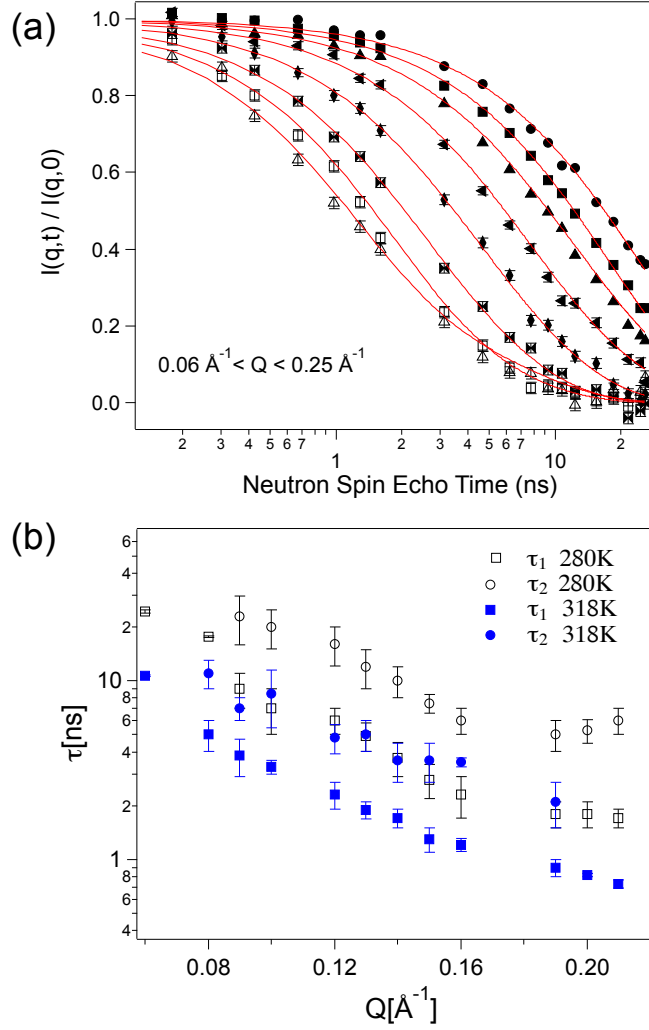 (a)
1.0
0.8
0.6
0.4
0.2
0.0
I(q,t) / I(q,0)
0.06 Å⁻¹< Q < 0.25 Å⁻¹
2 3 4 5 6 7 1 2 3 4 5 6 7 10 2
Neutron Spin Echo Time (ns)
(b)
6
4
2
10
8
6
4
2
1
8
6
4
τ[ns]
τ₁ 280K
τ₂ 280K
τ₁ 318K
τ₂ 318K
0.08 0.12 0.16 0.20
Q[Å⁻¹]